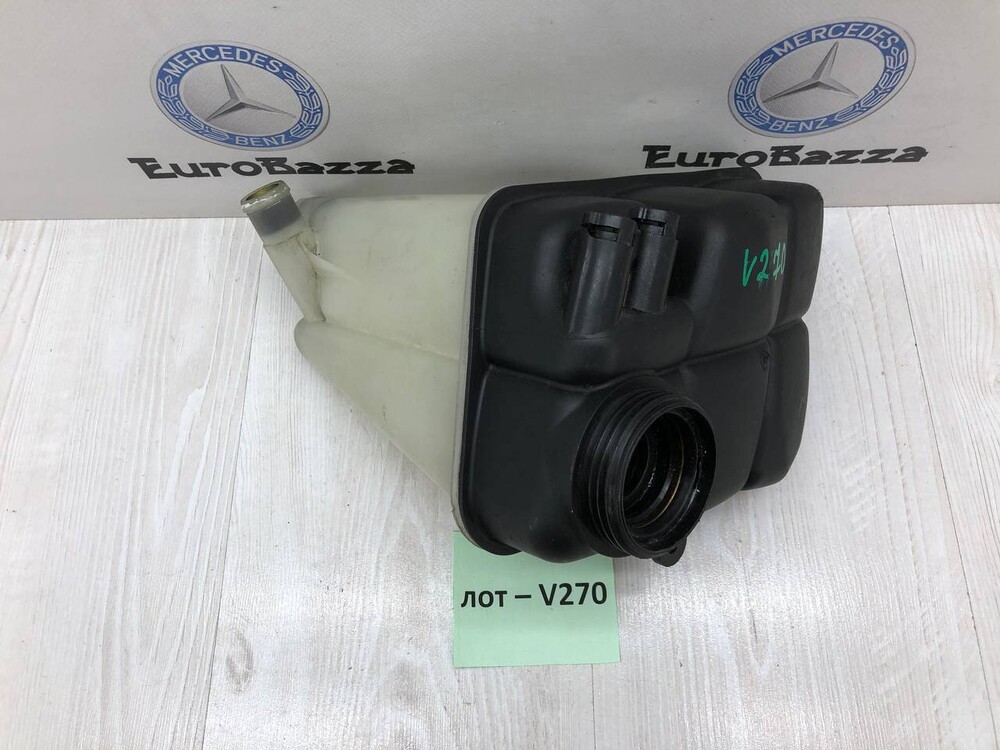 MERCEDES
BENZ
EuroBazza
MERCEDES
BENZ
EuroBazza
V270
лот – V270